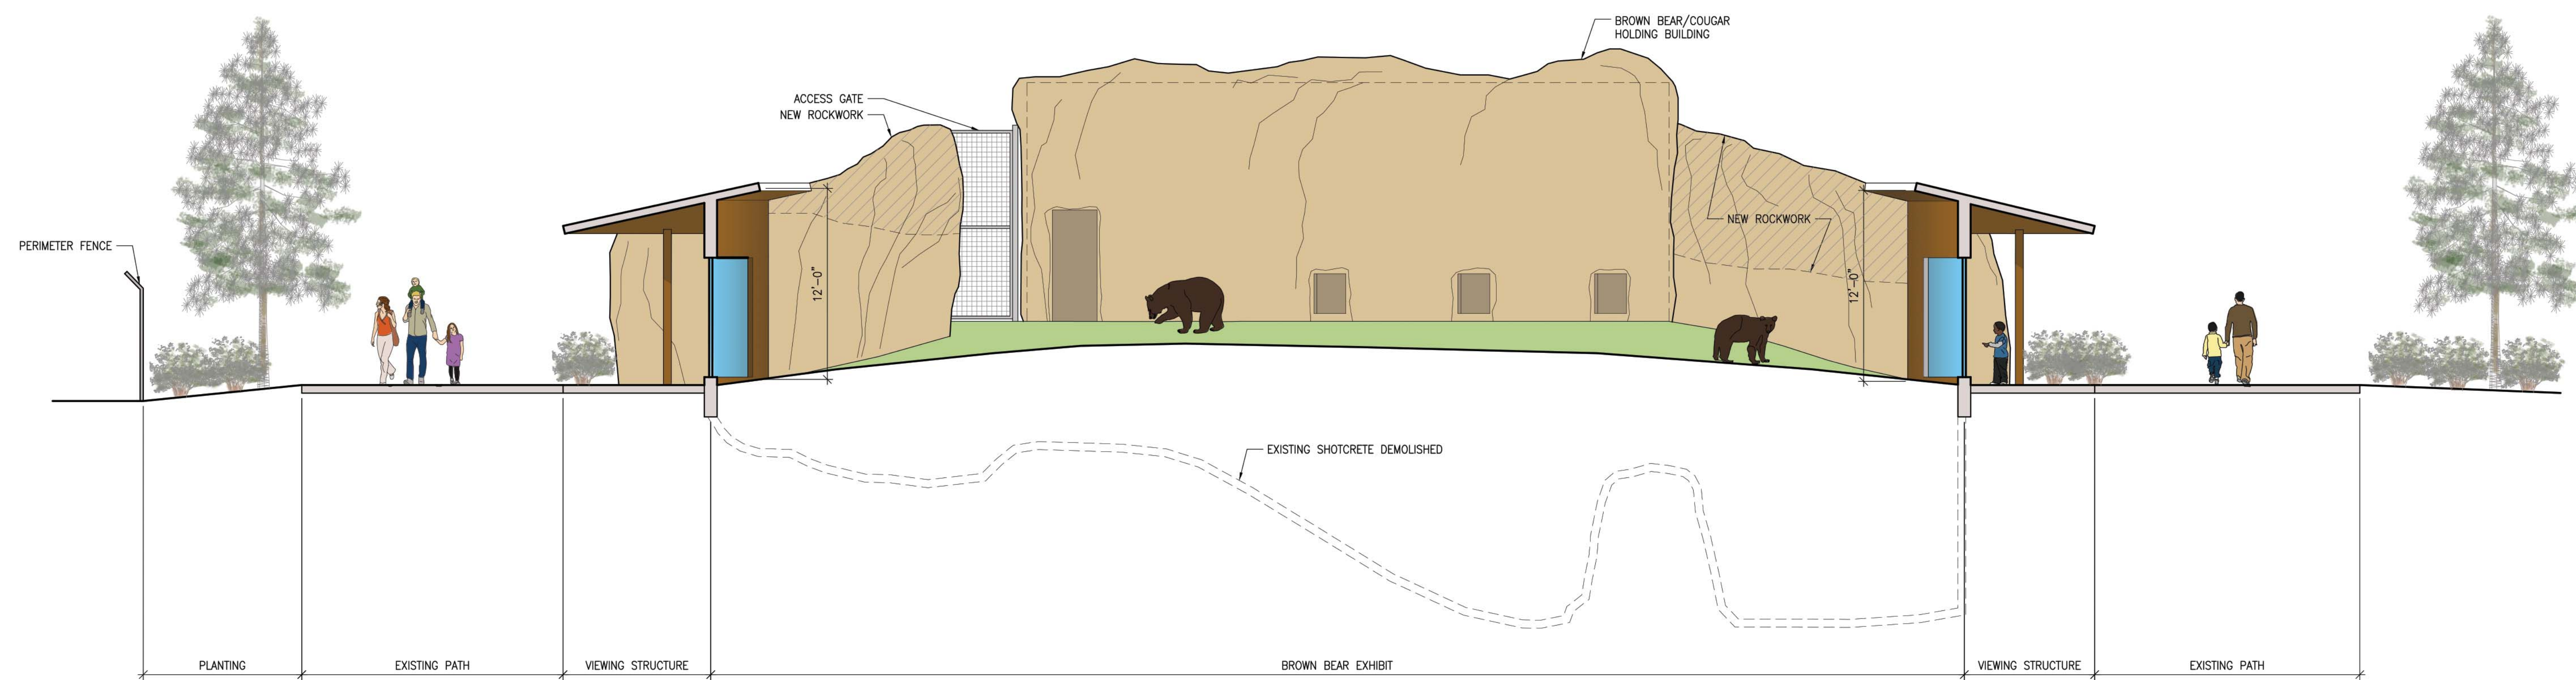 BROWN BEAR/COUGAR
HOLDING BUILDING
ACCESS GATE
NEW ROCKWORK
NEW ROCKWORK
PERIMETER FENCE
12'-0"
12'-0"
EXISTING SHOTCRETE DEMOLISHED
PLANTING
EXISTING PATH
VIEWING STRUCTURE
BROWN BEAR EXHIBIT
VIEWING STRUCTURE
EXISTING PATH